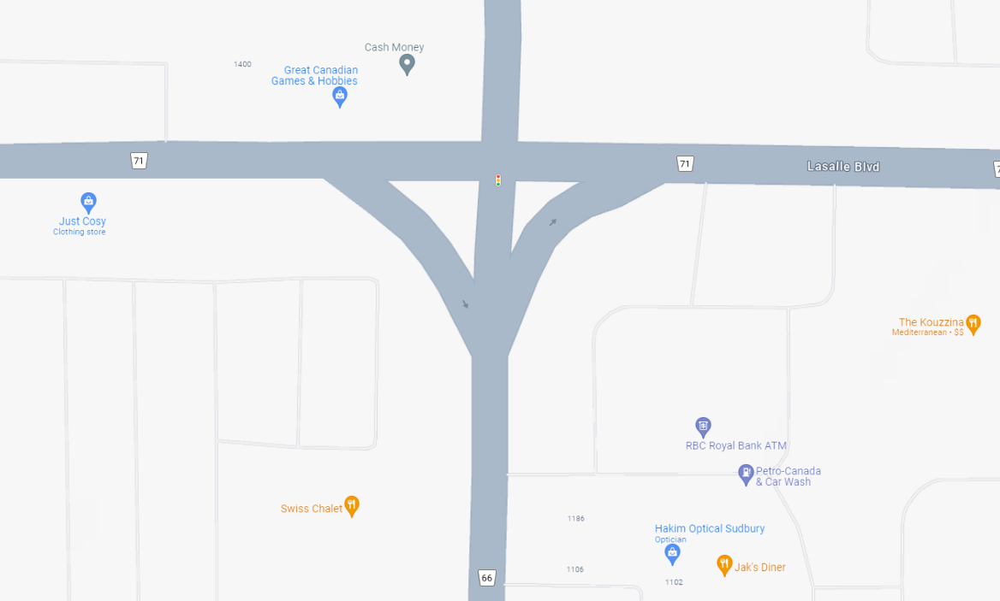 Cash Money
1400
Great Canadian
Games & Hobbies
71
71
Lasalle Blvd
Just Cosy
Clothing store
The Kouzzina
Mediterranean • $$
RBC Royal Bank ATM
Petro-Canada
& Car Wash
Swiss Chalet
1186
Hakim Optical Sudbury
Optician
Jak's Diner
1106
1102
66